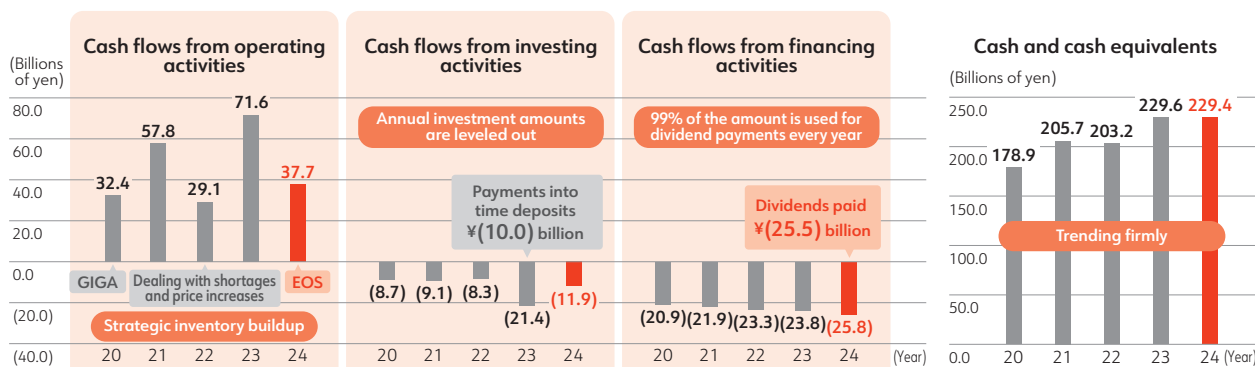 Cash flows from operating
activities
(Billions
of yen)
80.0
60.0
40.0
20.0
0.0
(20.0)
(40.0)
32.4
57.8
29.1
71.6
37.7
GIGA
Dealing with shortages
and price increases
EOS
Strategic inventory buildup
20
21
22
23
24
Cash flows from investing
activities
Annual investment amounts
are leveled out
Payments into
time deposits
¥(10.0) billion
(8.7)
(9.1)
(8.3)
(21.4)
(11.9)
20
21
22
23
24
Cash flows from financing
activities
99% of the amount is used for
dividend payments every year
Dividends paid
¥(25.5) billion
(20.9)
(21.9)
(23.3)
(23.8)
(25.8)
20
21
22
23
24
(Year)
Cash and cash equivalents
(Billions of yen)
250.0
200.0
150.0
100.0
50.0
0.0
178.9
205.7
203.2
229.6
229.4
Trending firmly
20
21
22
23
24
(Year)